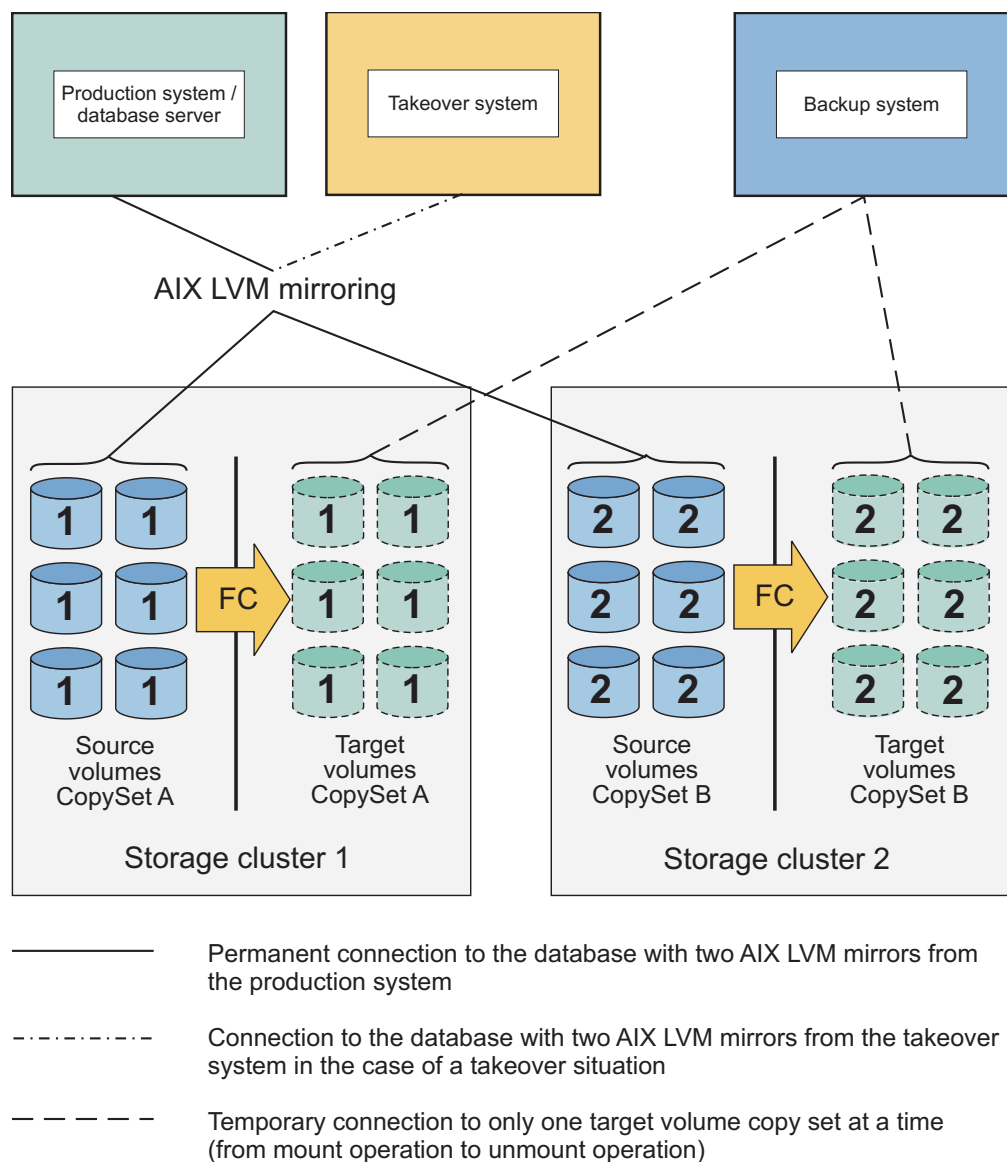 Production system /
database server
Takeover system
Backup system
AIX LVM mirroring
1 1 1 1
2 2 2 2
1 1 FC 1 1
2 2 FC 2 2
1 1 1 1
2 2 2 2
Source
volumes
CopySet A
Target
volumes
CopySet A
Source
volumes
CopySet B
Target
volumes
CopySet B
Storage cluster 1
Storage cluster 2
Permanent connection to the database with two AIX LVM mirrors from
the production system
Connection to the database with two AIX LVM mirrors from the takeover
system in the case of a takeover situation
Temporary connection to only one target volume copy set at a time
(from mount operation to unmount operation)